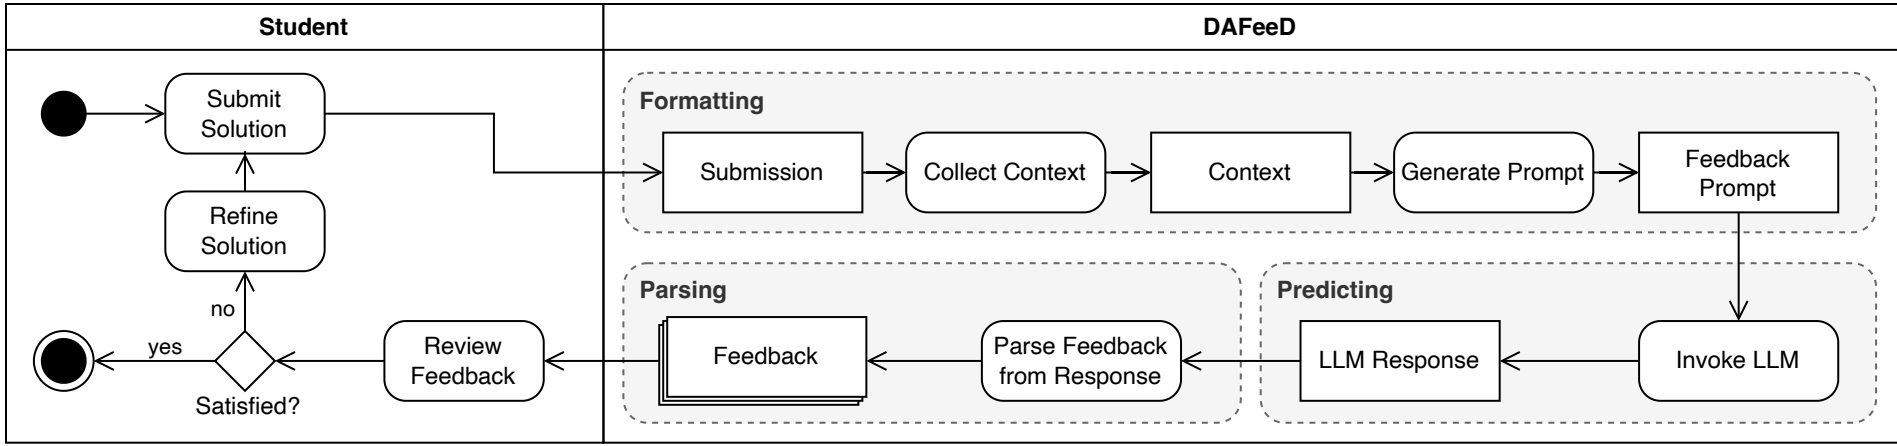 Student
DAFeeD
Submit
Solution
Refine
Solution
no
yes
Satisfied?
Review
Feedback
Formatting
Submission
Collect Context
Context
Generate Prompt
Feedback
Prompt
Parsing
Feedback
Parse Feedback
from Response
Predicting
LLM Response
Invoke LLM